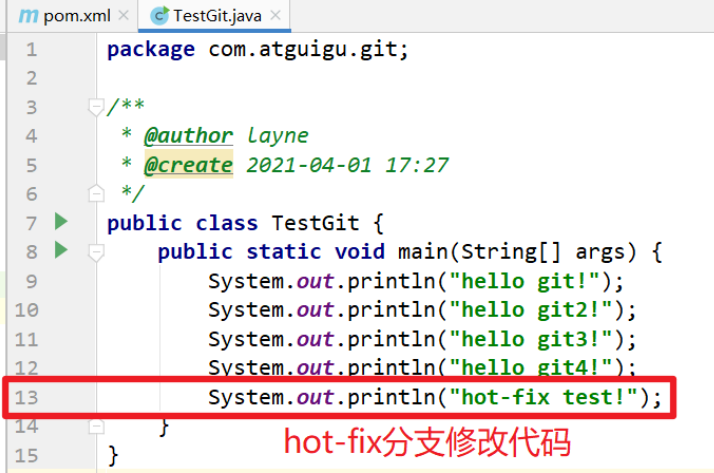 pom.xml TestGit.java
1 package com.atguigu.git;
2
3 /**
4 * @author layne
5 * @create 2021-04-01 17:27
6 */
7 public class TestGit {
8 public static void main(String[] args) {
9 System.out.println("hello git!");
10 System.out.println("hello git2!");
11 System.out.println("hello git3!");
12 System.out.println("hello git4!");
13 System.out.println("hot-fix test!");
14 }
hot-fix分支修改代码
15 }